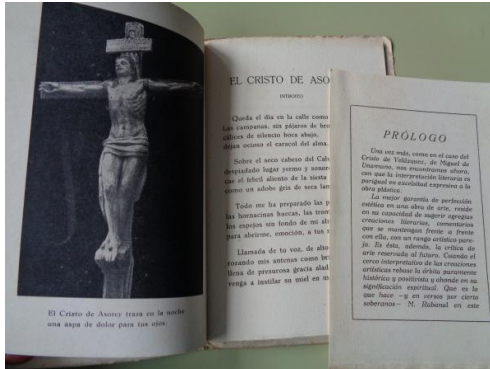 El Cristo de Asorey traza en la noche
una aspa de dolor para tus ojos.
EL CRISTO DE ASO
INTROITO
Queda el día en la calle como
Las campanas, sin pájaros de bro
cálices de silencio boca abajo,
dejan ocioso el caracol del alma.
Sobre el seco cabezo del Calv
despiadado lugar yermo y sonor
es el febril aliento de la siesta
como un adobe gris de seca lan
Todo me ha preparado las p
las hornacinas huecas, las tron
los espejos sin fondo de mi al
para abrirme, emoción, a tus
Llamada de tu voz, de alto
orando mis antenas como br
llena de presurosa gracia alad
venga a instilar su miel en m
PRÓLOGO
Una vez más, como en el caso del
Cristo de Velázquez, de Miguel de
Unamuno, nos encontramos ahora,
con que la interpretación literaria es
parigual en excelsitud expresiva a la
obra plástica.
La mejor garantía de perfección
estética en una obra de arte, reside
en su capacidad de sugerir egregias
creaciones literarias, comentarios
que se mantengan frente a frente
con ella, con un rango artístico pare-
jo. Es ésta, además, la crítica de
arte reservada al futuro. Cuando el
cerco interpretativo de las creaciones
artísticas rebase la órbita puramente
histórica y positivista y ahonde en su
significación espiritual. Que es lo
que hace —y en versos por cierto
soberanos— M. Rabanal en este